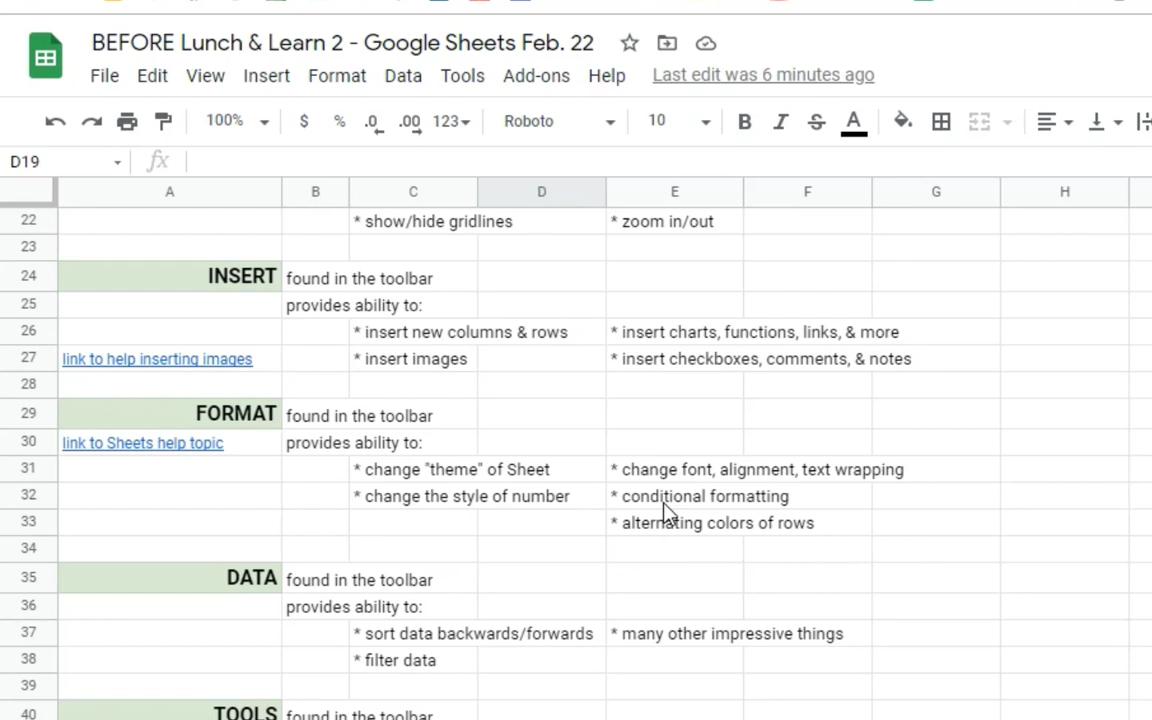 BEFORE Lunch & Learn 2 - Google Sheets Feb. 22
File Edit View Insert Format Data Tools Add-ons Help Last edit was 6 minutes ago
100% $ % .0 .00 123 Roboto 10 B I S A
D19 fx
A B C D E F G H
22 * show/hide gridlines * zoom in/out
23
24 INSERT found in the toolbar
25 provides ability to:
26 * insert new columns & rows * insert charts, functions, links, & more
27 link to help inserting images * insert images * insert checkboxes, comments, & notes
28
29 FORMAT found in the toolbar
30 link to Sheets help topic provides ability to:
31 * change "theme" of Sheet * change font, alignment, text wrapping
32 * change the style of number * conditional formatting
33 * alternating colors of rows
34
35 DATA found in the toolbar
36 provides ability to:
37 * sort data backwards/forwards * many other impressive things
38 * filter data
39
40 TOOLS found in the toolbar